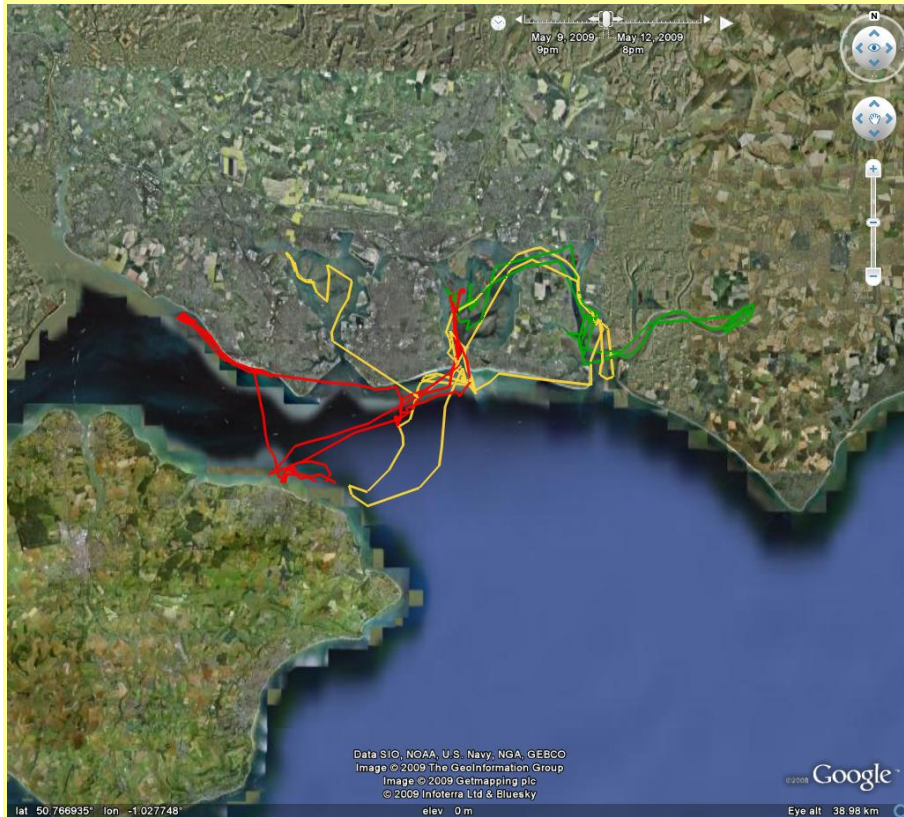 N
May 9, 2009 May 12, 2009
9pm 8pm
Data SIO, NOAA, U.S. Navy, NGA, GEBCO
Image © 2009 The GeoInformation Group
Image © 2009 Getmapping plc
© 2009 Infoterra Ltd & Bluesky
©2008 Google
lat 50.766935° lon -1.027748° elev 0 m Eye alt 38.98 km